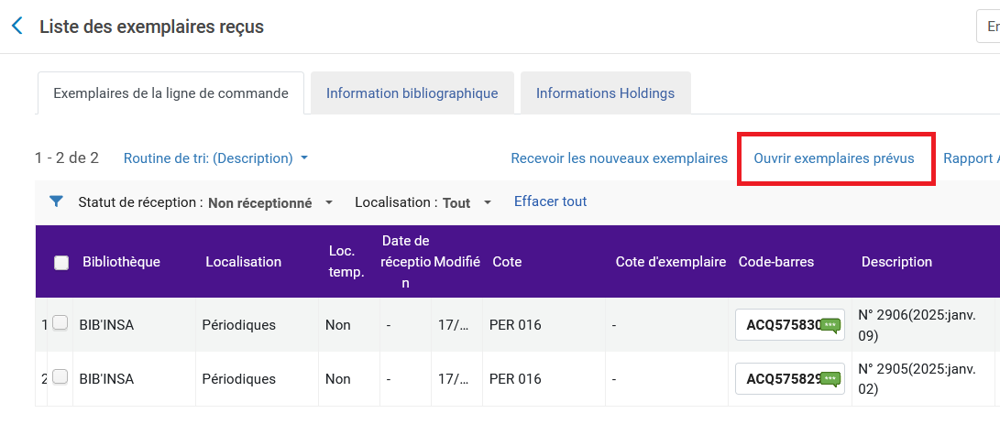 Liste des exemplaires reçus
Exemplaires de la ligne de commande Information bibliographique Informations Holdings
1 - 2 de 2 Routine de tri: (Description) Recevoir les nouveaux exemplaires Ouvrir exemplaires prévus Rapport
Statut de réception : Non réceptionné Localisation : Tout Effacer tout
Bibliothèque Localisation Loc. temp. Date de réception Modifié Cote Cote d'exemplaire Code-barres Description
1 BIB'INSA Périodiques Non - 17/... PER 016 - ACQ575830 N° 2906(2025:janv. 09)
2 BIB'INSA Périodiques Non - 17/... PER 016 - ACQ575829 N° 2905(2025:janv. 02)